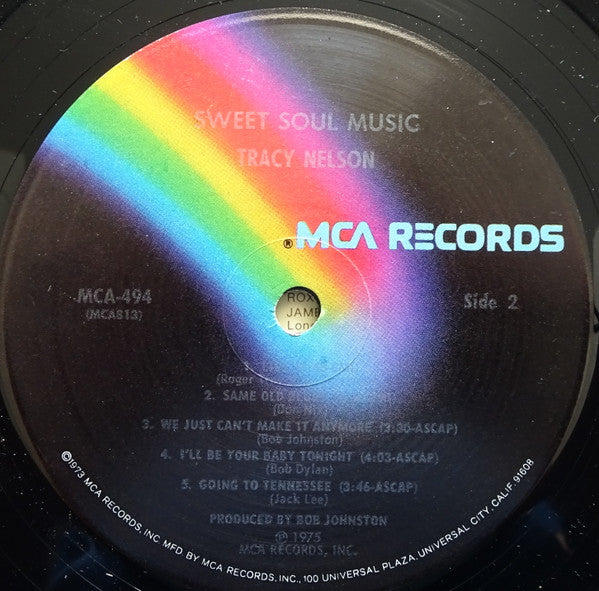 SWEET SOUL MUSIC
TRACY NELSON
®MCA RECORDS
MCA-494
(MCA813)
Side 2
ROX
JAME
Lon
1.
(Roger
2. SAME OLD
(Don
3. WE JUST CAN'T MAKE IT ANYMORE (3:30-ASCAP)
(Bob Johnston)
4. I'LL BE YOUR BABY TONIGHT (4:03-ASCAP)
(Bob Dylan)
5. GOING TO TENNESSEE (3:46-ASCAP)
(Jack Lee)
PRODUCED BY BOB JOHNSTON
℗ 1975
MCA RECORDS, INC.
©1973 MCA RECORDS, INC. MFD. BY MCA RECORDS, INC., 100 UNIVERSAL PLAZA, UNIVERSAL CITY, CALIF. 91608